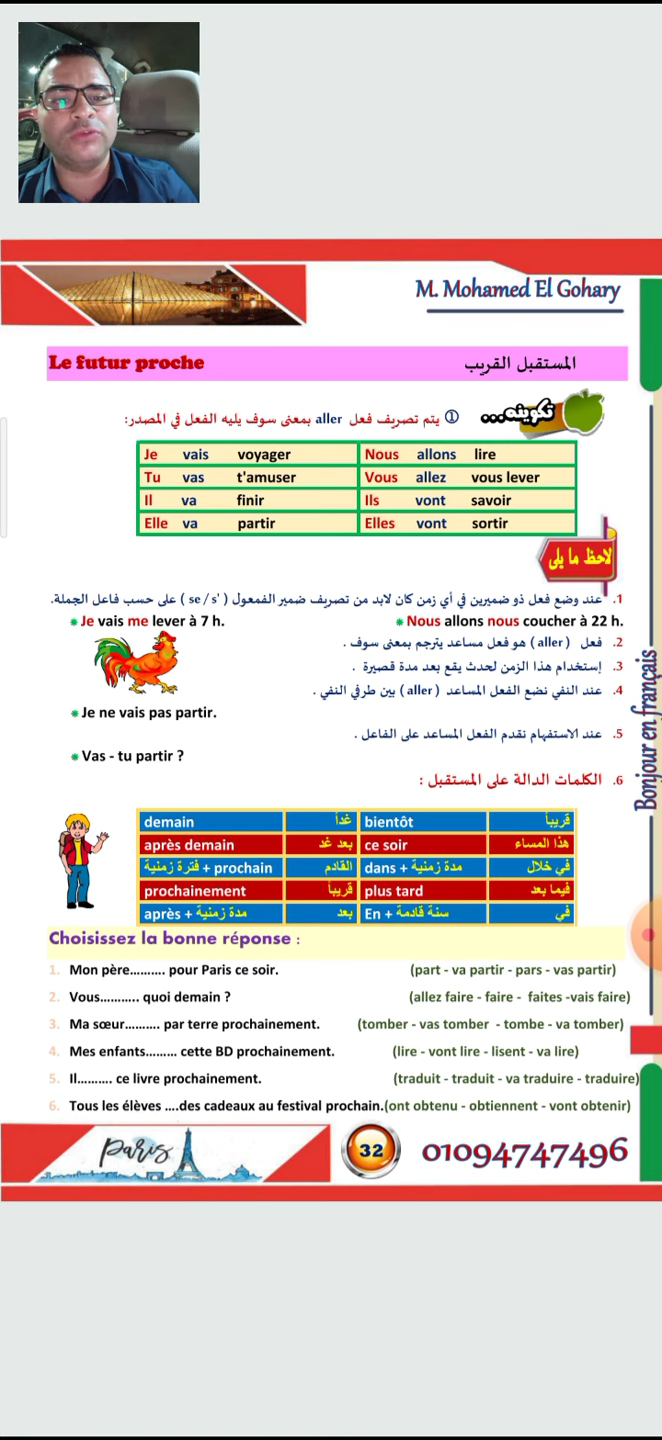 M. Mohamed El Gohary
Le futur proche المستقبل القريب
تكوينه...
① يتم تصريف فعل aller بمعنى سوف يليه الفعل في المصدر:
Je vais voyager Nous allons lire
Tu vas t'amuser Vous allez vous lever
Il va finir Ils vont savoir
Elle va partir Elles vont sortir
لاحظ ما يلى
1. عند وضع فعل ذو ضميرين في أي زمن كان لابد من تصريف ضمير الفمعول ( se / s' ) على حسب فاعل الجملة.
Je vais me lever à 7 h. Nous allons nous coucher à 22 h.
2. فعل ( aller ) هو فعل مساعد يترجم بمعنى سوف .
3. إستخدام هذا الزمن لحدث يقع بعد مدة قصيرة .
4. عند النفي نضع الفعل المساعد ( aller ) بين طرفي النفي .
Je ne vais pas partir.
5. عند الاستفهام نقدم الفعل المساعد على الفاعل .
Vas - tu partir ?
6. الكلمات الدالة على المستقبل :
demain غداً bientôt قريباً
après demain بعد غد ce soir هذا المساء
فترة زمنية + prochain القادم dans + مدة زمنية في خلال
prochainement قريباً plus tard فيما بعد
après + مدة زمنية بعد En + سنة قادمة في
Bonjour en français
Choisissez la bonne réponse :
1. Mon père.......... pour Paris ce soir. (part - va partir - pars - vas partir)
2. Vous........... quoi demain ? (allez faire - faire - faites -vais faire)
3. Ma sœur.......... par terre prochainement. (tomber - vas tomber - tombe - va tomber)
4. Mes enfants......... cette BD prochainement. (lire - vont lire - lisent - va lire)
5. Il.......... ce livre prochainement. (traduit - traduit - va traduire - traduire)
6. Tous les élèves ....des cadeaux au festival prochain.(ont obtenu - obtiennent - vont obtenir)
Paris
32
01094747496